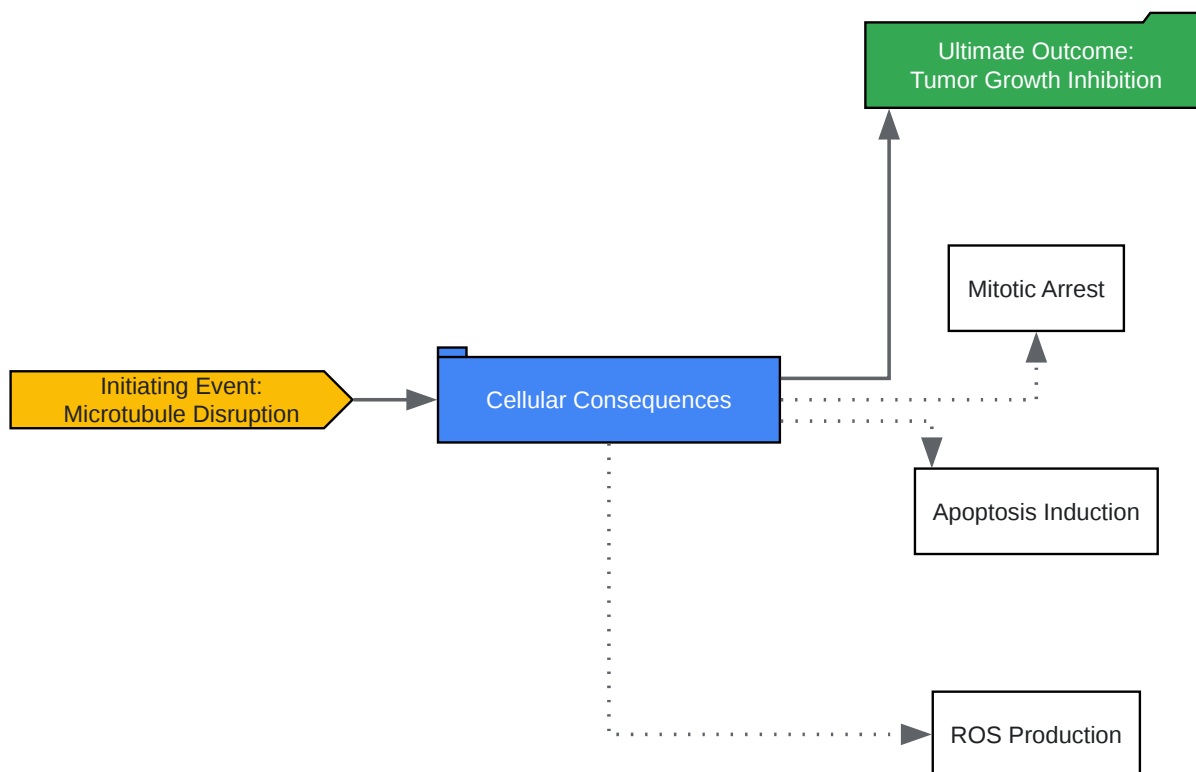 Ultimate Outcome:
Tumor Growth Inhibition
Mitotic Arrest
Initiating Event:
Microtubule Disruption
Cellular Consequences
Apoptosis Induction
ROS Production